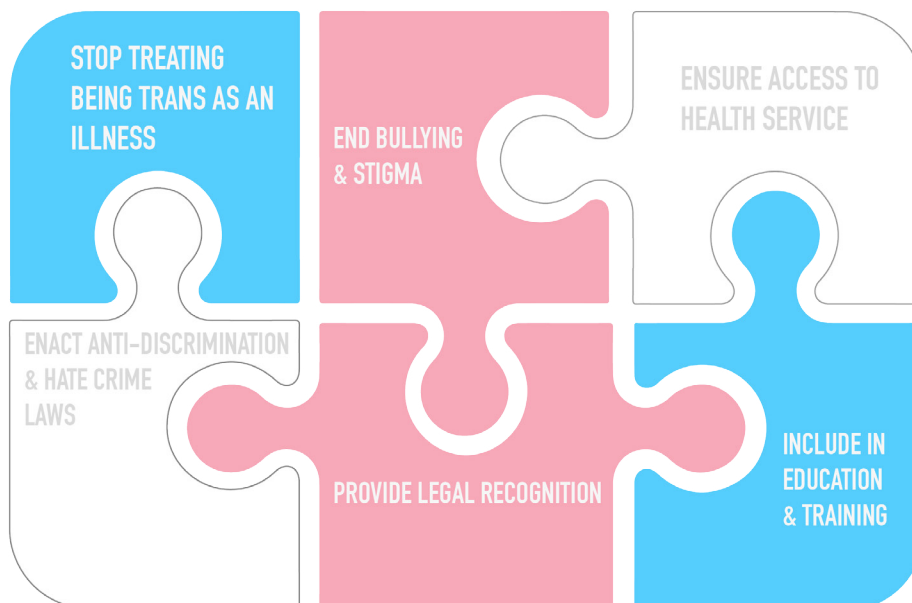 STOP TREATING
BEING TRANS AS AN
ILLNESS
END BULLYING
& STIGMA
ENSURE ACCESS TO
HEALTH SERVICE
ENACT ANTI-DISCRIMINATION
& HATE CRIME
LAWS
PROVIDE LEGAL RECOGNITION
INCLUDE IN
EDUCATION
& TRAINING